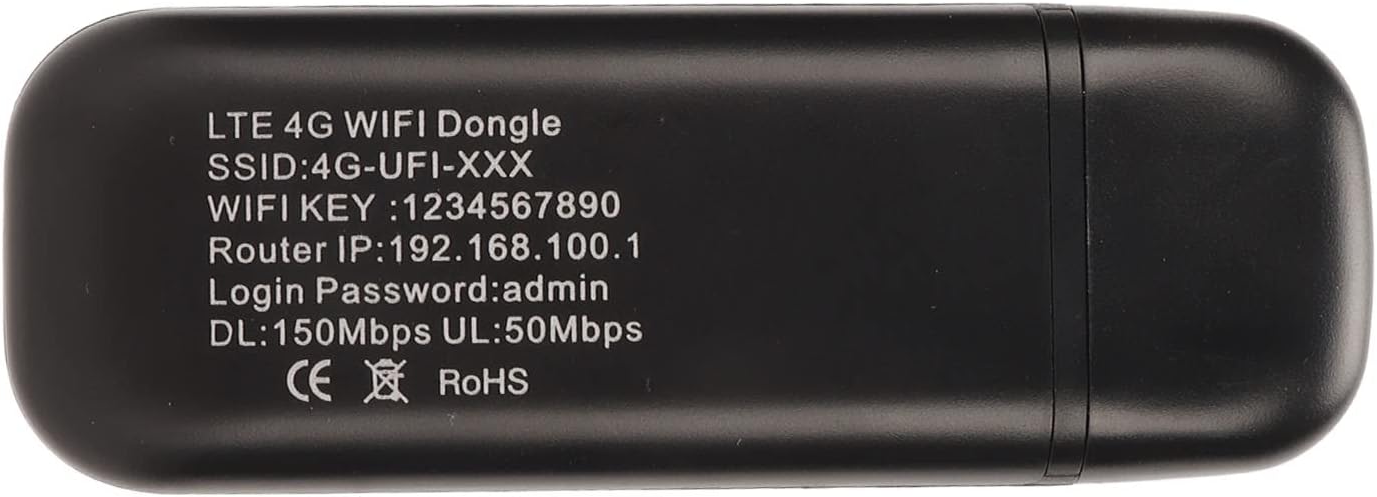 LTE 4G WIFI Dongle
SSID:4G-UFI-XXX
WIFI KEY :1234567890
Router IP:192.168.100.1
Login Password:admin
DL:150Mbps UL:50Mbps
CE RoHS